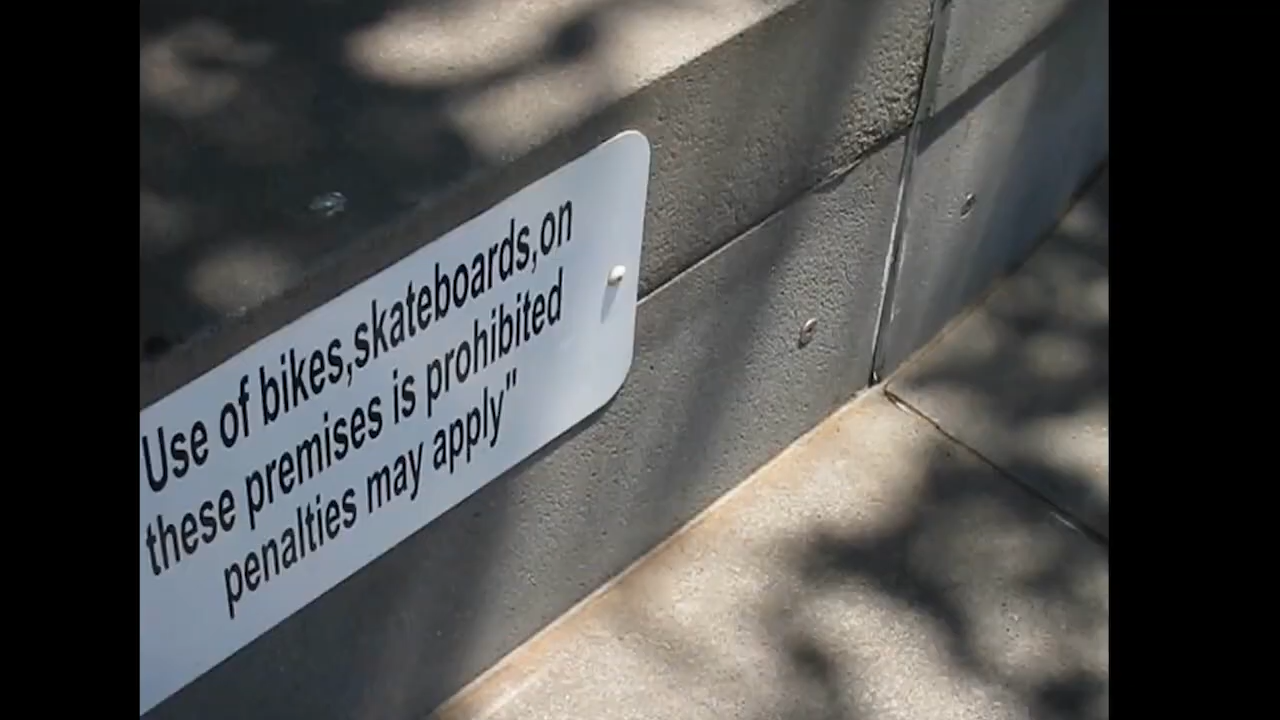 Use of bikes,skateboards,on
these premises is prohibited
penalties may apply"